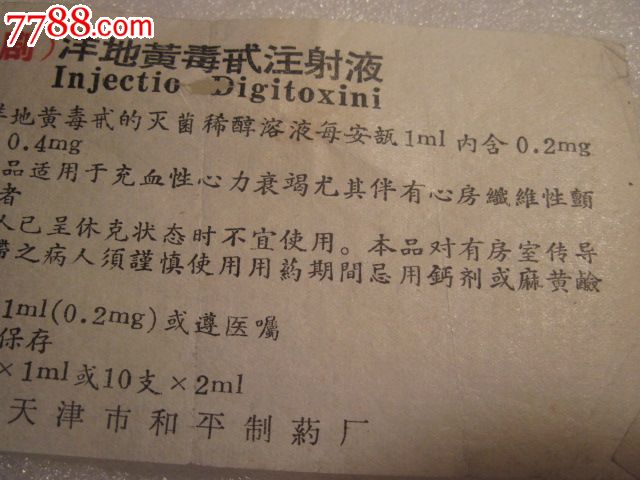 7788.com
剧)洋地黄毒甙注射液
Injectio Digitoxini
洋地黄毒甙的灭菌稀醇溶液每安瓿1ml内含0.2mg
0.4mg
品适用于充血性心力衰竭尤其伴有心房纖維性顫
者
人已呈休克状态时不宜使用。本品对有房室传导
滞之病人須謹慎使用用葯期間忌用鈣剂或麻黄鹼
1ml(0.2mg)或遵医囑
保存
×1ml或10支×2ml
天津市和平制葯厂